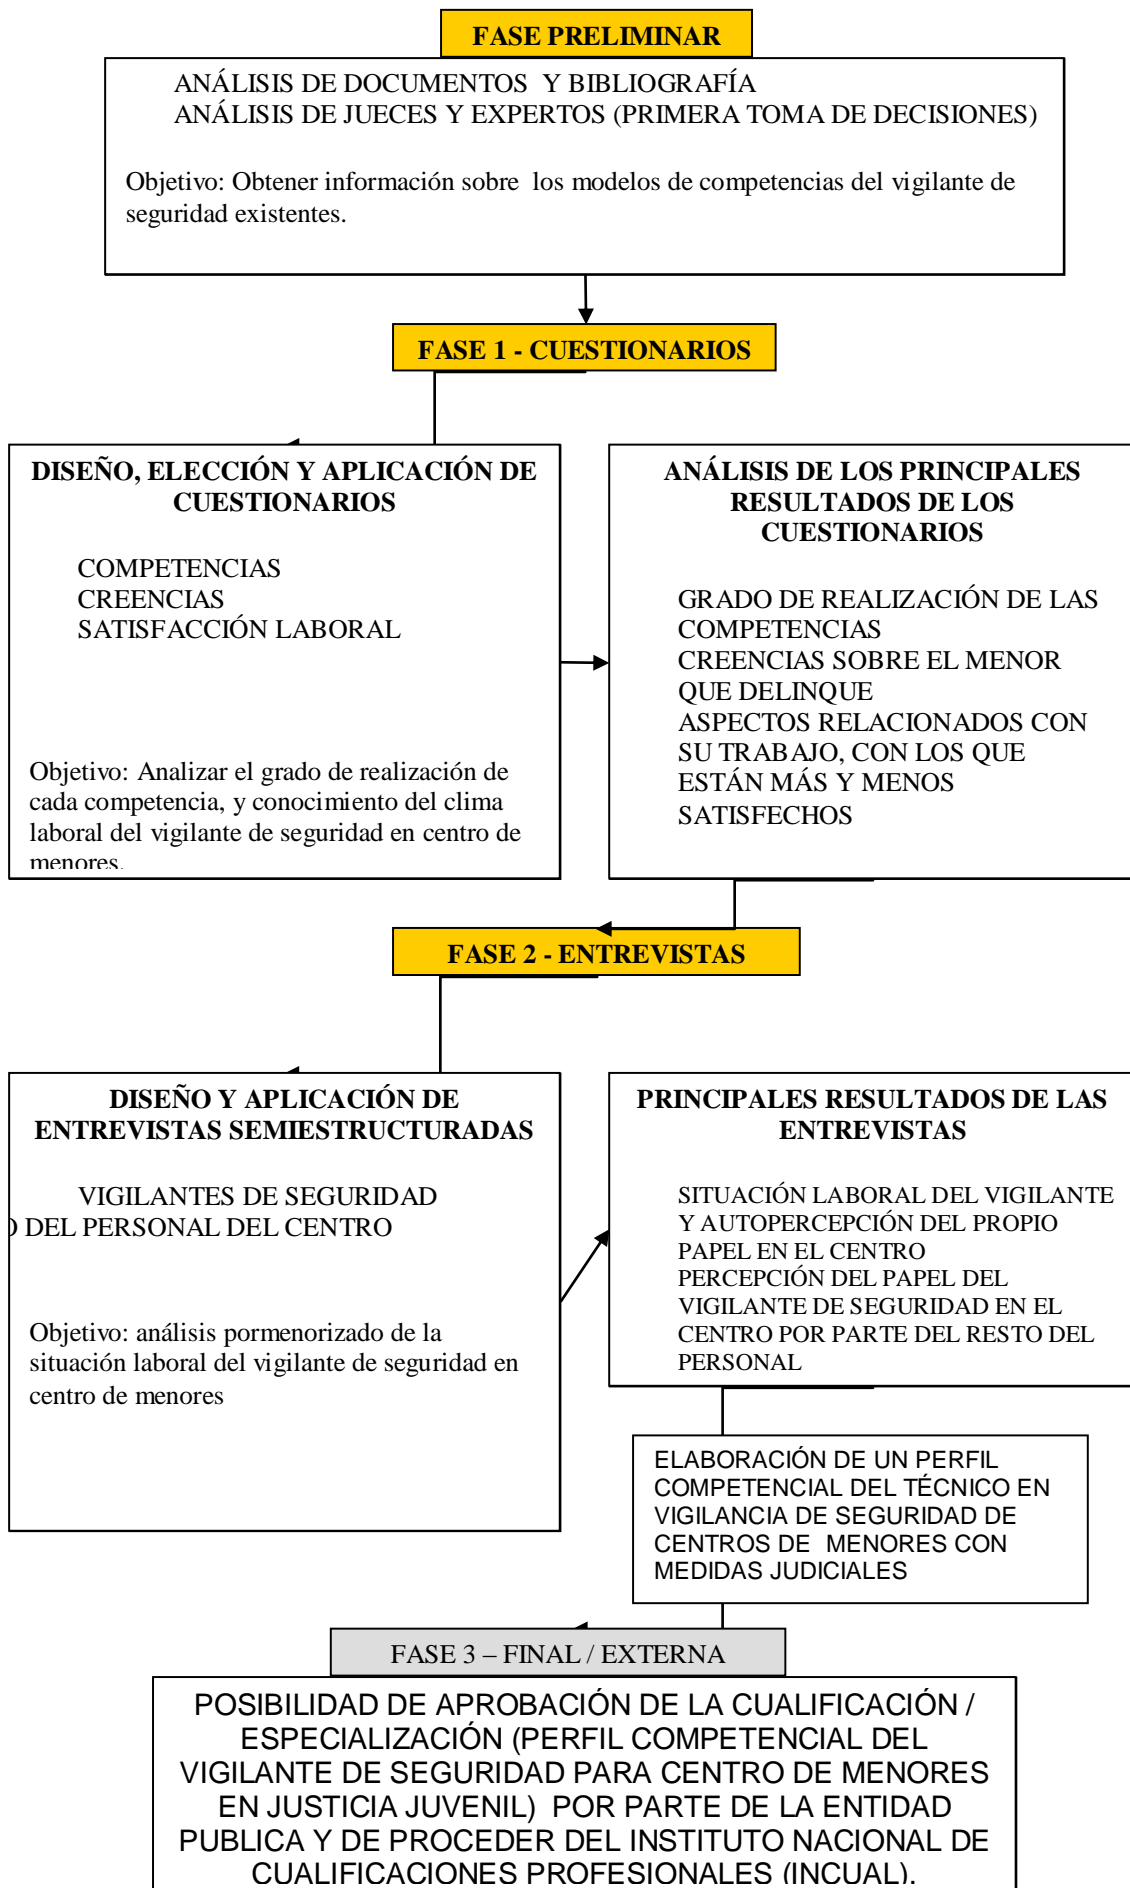 FASE PRELIMINAR
ANÁLISIS DE DOCUMENTOS Y BIBLIOGRAFÍA
ANÁLISIS DE JUECES Y EXPERTOS (PRIMERA TOMA DE DECISIONES)
Objetivo: Obtener información sobre los modelos de competencias del vigilante de
seguridad existentes.
FASE 1 - CUESTIONARIOS
DISEÑO, ELECCIÓN Y APLICACIÓN DE
CUESTIONARIOS
COMPETENCIAS
CREENCIAS
SATISFACCIÓN LABORAL
Objetivo: Analizar el grado de realización de
cada competencia, y conocimiento del clima
laboral del vigilante de seguridad en centro de
menores.
ANÁLISIS DE LOS PRINCIPALES
RESULTADOS DE LOS
CUESTIONARIOS
GRADO DE REALIZACIÓN DE LAS
COMPETENCIAS
CREENCIAS SOBRE EL MENOR
QUE DELINQUE
ASPECTOS RELACIONADOS CON
SU TRABAJO, CON LOS QUE
ESTÁN MÁS Y MENOS
SATISFECHOS
FASE 2 - ENTREVISTAS
DISEÑO Y APLICACIÓN DE
ENTREVISTAS SEMIESTRUCTURADAS
VIGILANTES DE SEGURIDAD
DEL PERSONAL DEL CENTRO
Objetivo: análisis pormenorizado de la
situación laboral del vigilante de seguridad en
centro de menores
PRINCIPALES RESULTADOS DE LAS
ENTREVISTAS
SITUACIÓN LABORAL DEL VIGILANTE
Y AUTOPERCEPCIÓN DEL PROPIO
PAPEL EN EL CENTRO
PERCEPCIÓN DEL PAPEL DEL
VIGILANTE DE SEGURIDAD EN EL
CENTRO POR PARTE DEL RESTO DEL
PERSONAL
ELABORACIÓN DE UN PERFIL
COMPETENCIAL DEL TÉCNICO EN
VIGILANCIA DE SEGURIDAD DE
CENTROS DE MENORES CON
MEDIDAS JUDICIALES
FASE 3 – FINAL / EXTERNA
POSIBILIDAD DE APROBACIÓN DE LA CUALIFICACIÓN /
ESPECIALIZACIÓN (PERFIL COMPETENCIAL DEL
VIGILANTE DE SEGURIDAD PARA CENTRO DE MENORES
EN JUSTICIA JUVENIL) POR PARTE DE LA ENTIDAD
PUBLICA Y DE PROCEDER DEL INSTITUTO NACIONAL DE
CUALIFICACIONES PROFESIONALES (INCUAL).